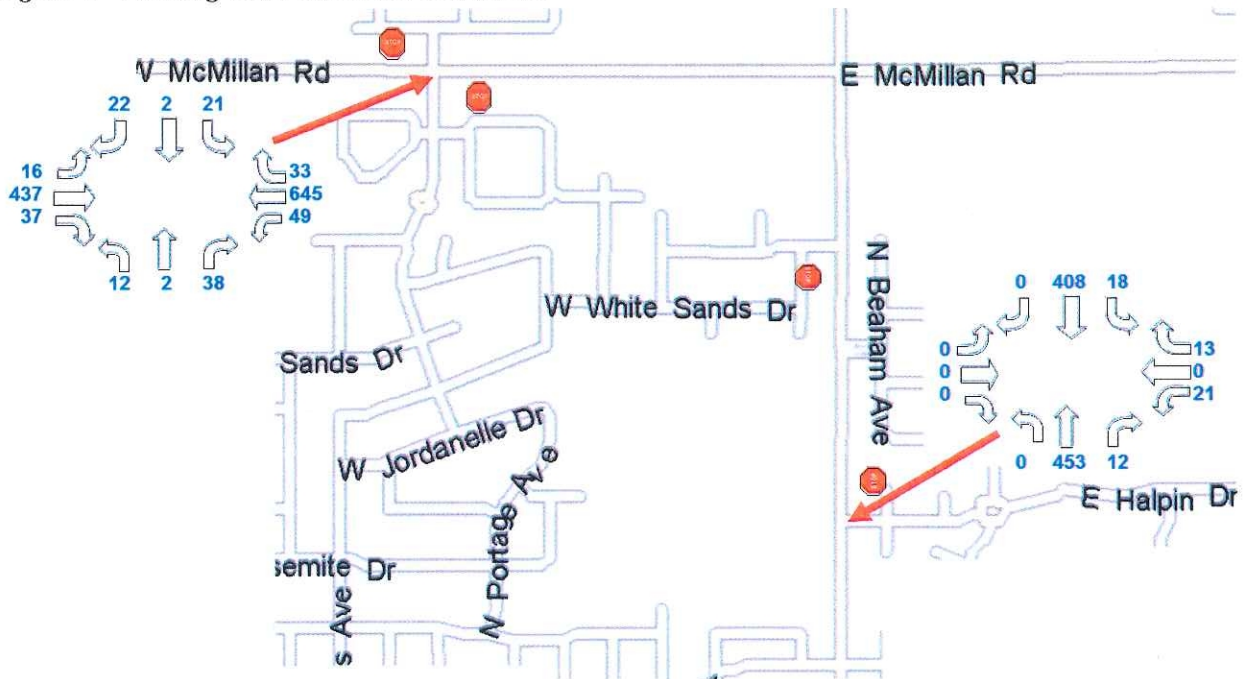 W McMillan Rd
E McMillan Rd
22 2 21
16
437
37
33
645
49
12 2 38
N Beaham Ave
W White Sands Dr
Sands Dr
0 408 18
0
0
0
13
0
21
0 453 12
W Jordanelle Dr
N Portage Ave
E Halpin Dr
semite Dr
s Ave
STOP
STOP